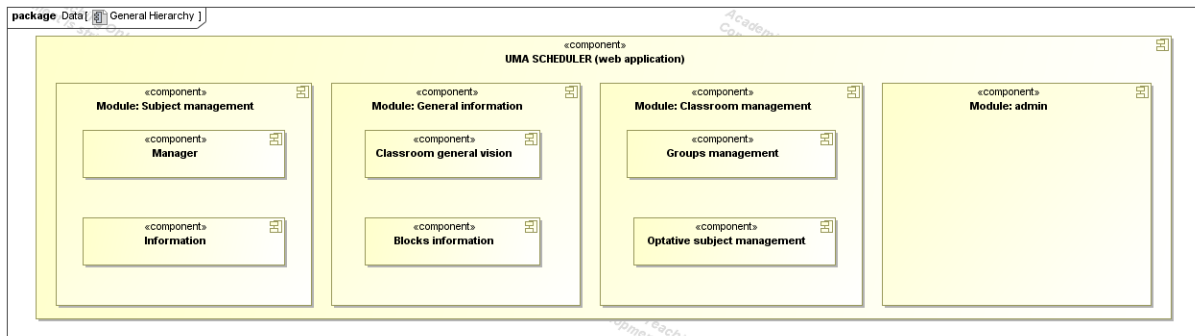 package Data[ General Hierarchy ]
«component»
UMA SCHEDULER (web application)
«component»
Module: Subject management
«component»
Manager
«component»
Information
«component»
Module: General information
«component»
Classroom general vision
«component»
Blocks information
«component»
Module: Classroom management
«component»
Groups management
«component»
Optative subject management
«component»
Module: admin